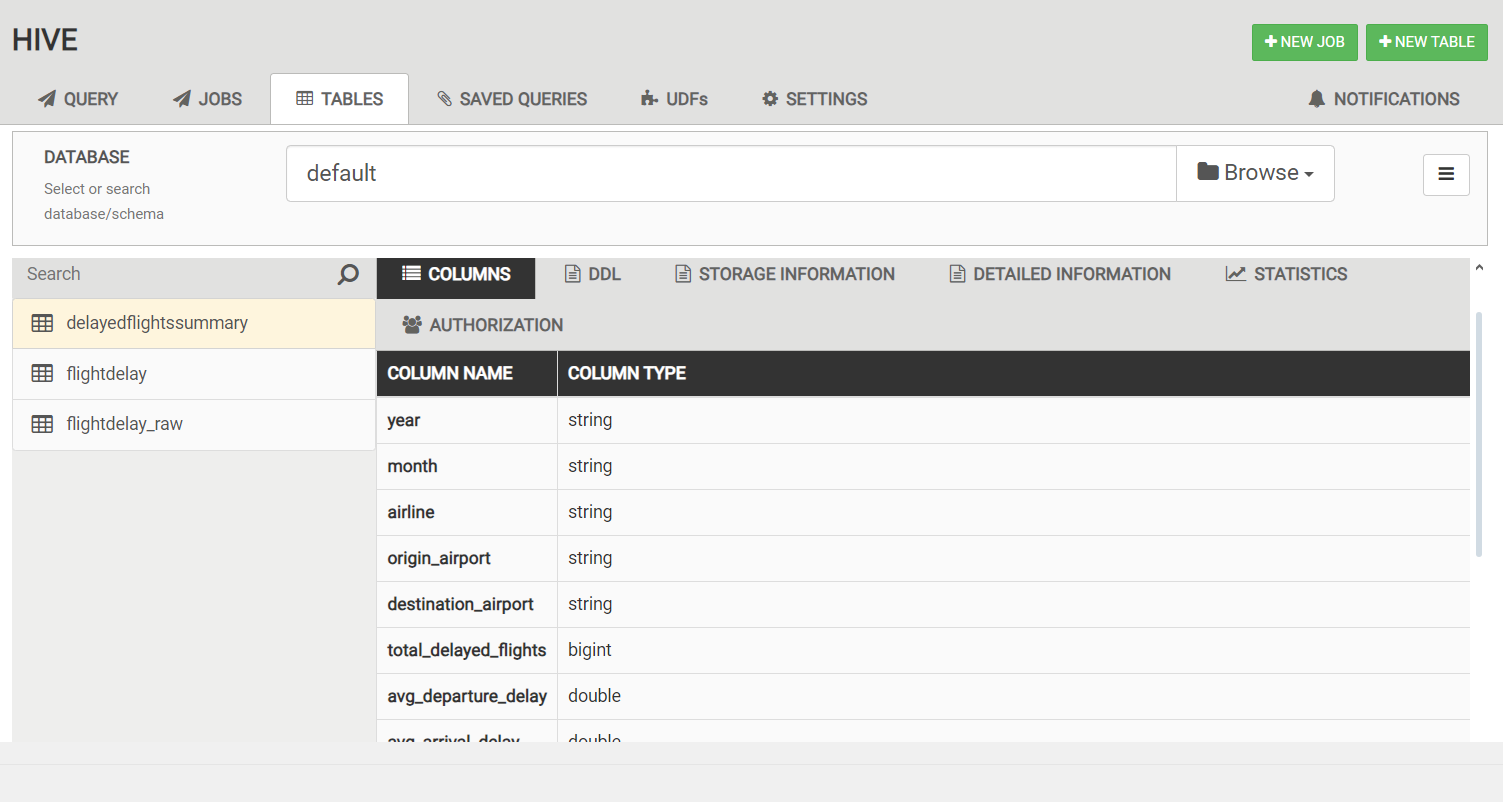 HIVE
NEW JOB
NEW TABLE
QUERY
JOBS
TABLES
SAVED QUERIES
UDFs
SETTINGS
NOTIFICATIONS
DATABASE
Select or search
database/schema
default
Browse
Search
delayedflightssummary
flightdelay
flightdelay_raw
COLUMNS
DDL
STORAGE INFORMATION
DETAILED INFORMATION
STATISTICS
AUTHORIZATION
COLUMN NAME COLUMN TYPE
year string
month string
airline string
origin_airport string
destination_airport string
total_delayed_flights bigint
avg_departure_delay double
avg_arrival_delay double